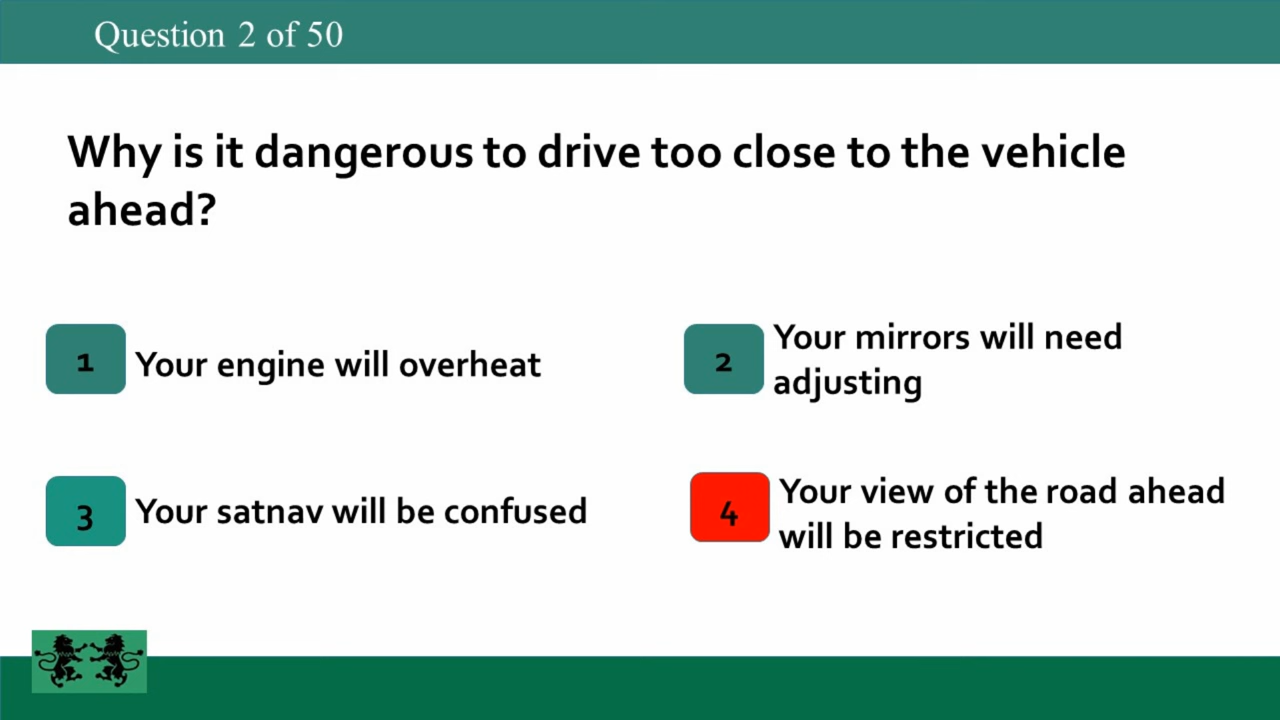 Question 2 of 50
Why is it dangerous to drive too close to the vehicle
ahead?
1
Your engine will overheat
2
Your mirrors will need
adjusting
3
Your satnav will be confused
4
Your view of the road ahead
will be restricted